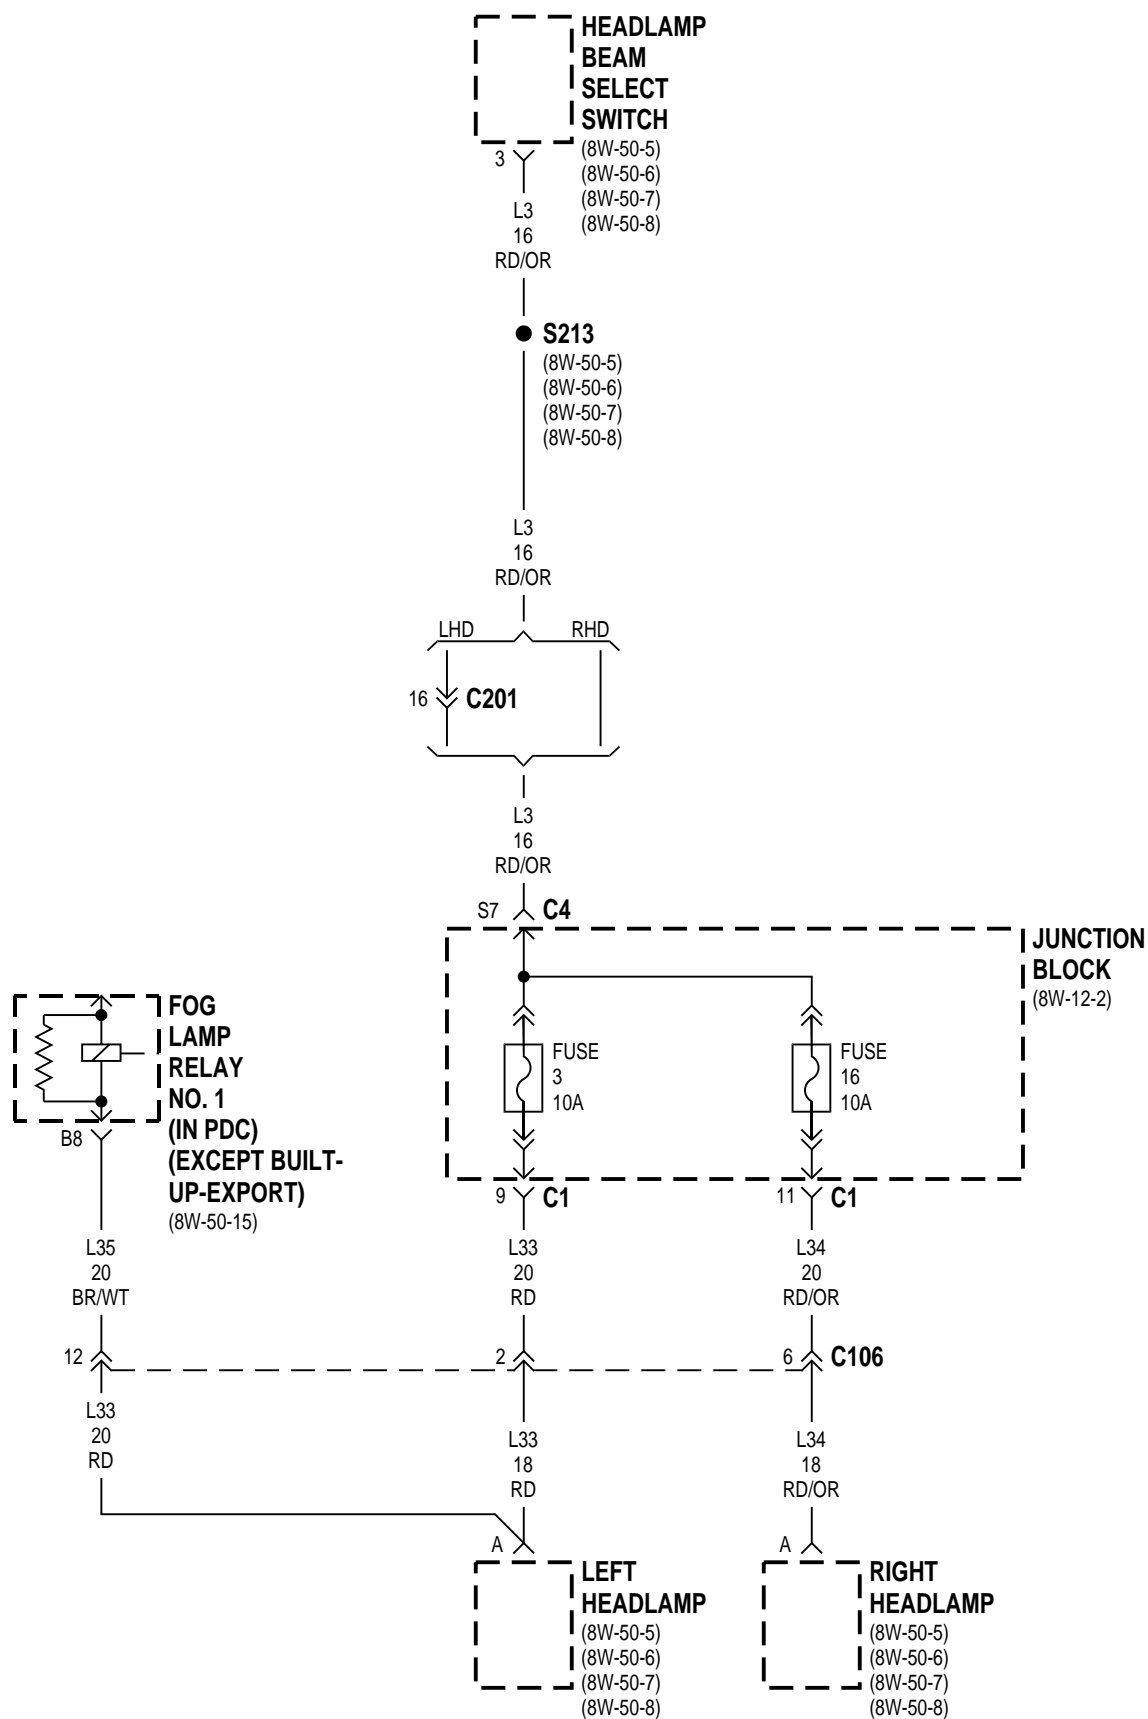 HEADLAMP
BEAM
SELECT
SWITCH
(8W-50-5)
(8W-50-6)
(8W-50-7)
(8W-50-8)
3
L3
16
RD/OR
S213
(8W-50-5)
(8W-50-6)
(8W-50-7)
(8W-50-8)
L3
16
RD/OR
LHD RHD
16 C201
L3
16
RD/OR
S7 C4
JUNCTION
BLOCK
(8W-12-2)
FUSE
3
10A
FUSE
16
10A
FOG
LAMP
RELAY
NO. 1
(IN PDC)
(EXCEPT BUILT-
UP-EXPORT)
(8W-50-15)
B8
9 C1
11 C1
L35
20
BR/WT
L33
20
RD
L34
20
RD/OR
12
2
6 C106
L33
20
RD
L33
18
RD
L34
18
RD/OR
A
A
LEFT
HEADLAMP
(8W-50-5)
(8W-50-6)
(8W-50-7)
(8W-50-8)
RIGHT
HEADLAMP
(8W-50-5)
(8W-50-6)
(8W-50-7)
(8W-50-8)